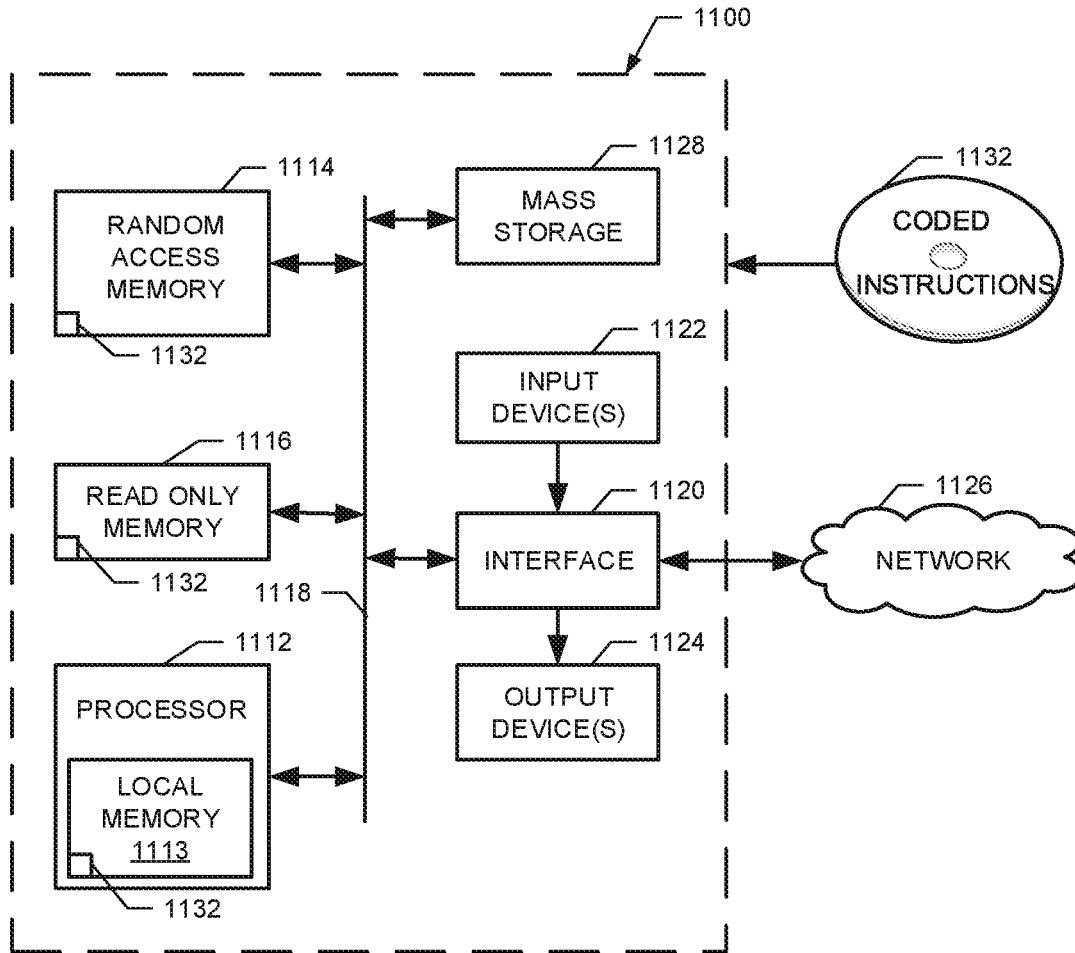 1100
1114
RANDOM
ACCESS
MEMORY
1132
1128
MASS
STORAGE
1132
CODED
INSTRUCTIONS
1122
INPUT
DEVICE(S)
1116
READ ONLY
MEMORY
1132
1120
INTERFACE
1126
NETWORK
1118
1112
PROCESSOR
LOCAL
MEMORY
1113
1132
1124
OUTPUT
DEVICE(S)